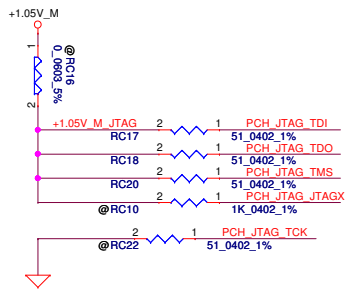 +1.05V_M
1
@RC16
0_0603_5%
2
+1.05V_M_JTAG 2 1 PCH_JTAG_TDI
RC17 51_0402_1%
2 1 PCH_JTAG_TDO
RC18 51_0402_1%
2 1 PCH_JTAG_TMS
RC20 51_0402_1%
2 1 PCH_JTAG_JTAGX
@RC10 1K_0402_1%
2 1 PCH_JTAG_TCK
@RC22 51_0402_1%